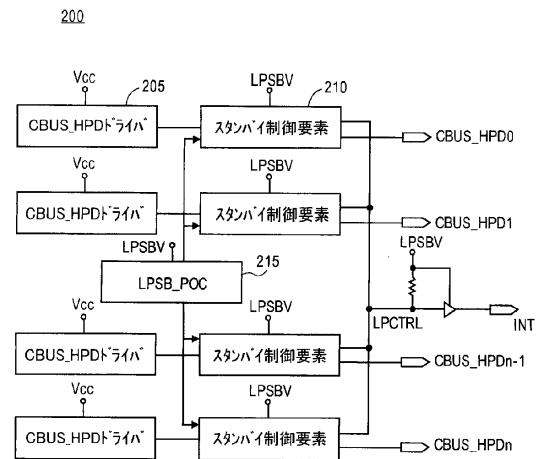 200
Vcc
205
LPSBV
210
CBUS_HPDドライバ
スタンバイ制御要素
CBUS_HPD0
Vcc
LPSBV
CBUS_HPDドライバ
スタンバイ制御要素
CBUS_HPD1
LPSBV
215
LPSBV
LPSB_POC
Vcc
LPSBV
LPCTRL
INT
CBUS_HPDドライバ
スタンバイ制御要素
CBUS_HPDn-1
Vcc
LPSBV
CBUS_HPDドライバ
スタンバイ制御要素
CBUS_HPDn